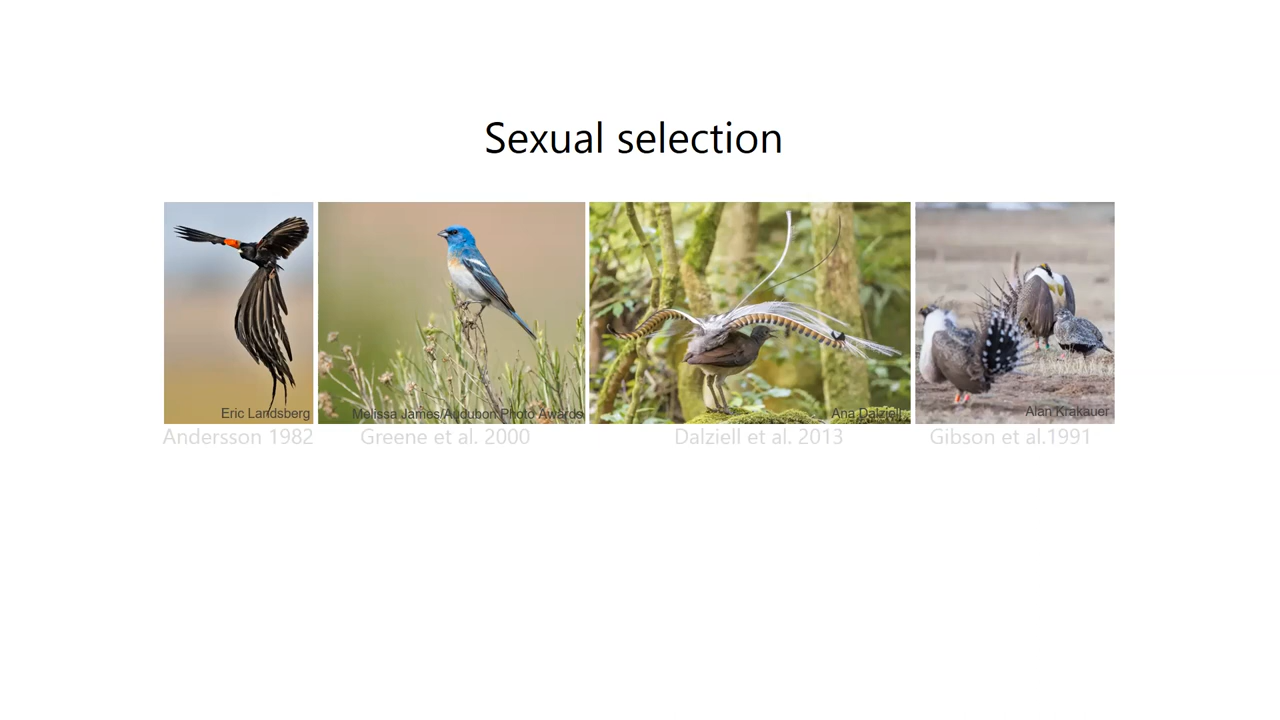 Sexual selection
Eric Landsberg
Melissa James/Audubon Photo Awards
Ana Dalziell
Alan Krakauer
Andersson 1982
Greene et al. 2000
Dalziell et al. 2013
Gibson et al.1991